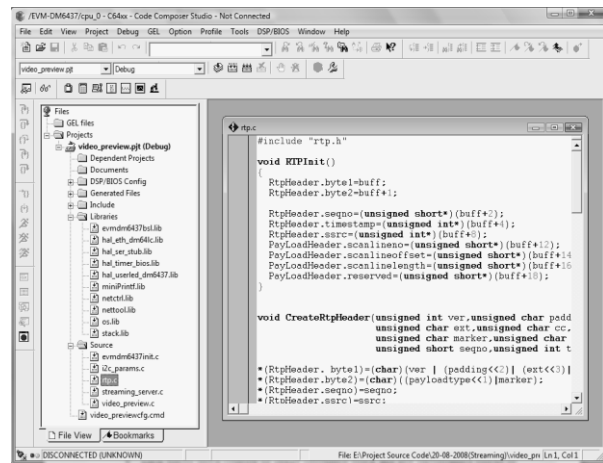 /EVM-DM6437/cpu_0 - C64xx - Code Composer Studio - Not Connected
File Edit View Project Debug GEL Option Profile Tools DSP/BIOS Window Help
video_preview.pjt Debug
Files
GEL files
Projects
video_preview.pjt (Debug)
Dependent Projects
Documents
DSP/BIOS Config
Generated Files
Include
Libraries
evmdm6437bsl.lib
hal_eth_dm64lc.lib
hal_ser_stub.lib
hal_timer_bios.lib
hal_userled_dm6437.lib
miniPrintf.lib
netctrl.lib
nettool.lib
os.lib
stack.lib
Source
evmdm6437init.c
i2c_params.c
rtp.c
streaming_server.c
video_preview.c
video_previewcfg.cmd
File View Bookmarks
rtp.c
#include "rtp.h"
void RTPInit()
{
RtpHeader.byte1=buff;
RtpHeader.byte2=buff+1;
RtpHeader.seqno=(unsigned short*)(buff+2);
RtpHeader.timestamp=(unsigned int*)(buff+4);
RtpHeader.ssrc=(unsigned int*)(buff+8);
PayLoadHeader.scanlineno=(unsigned short*)(buff+12);
PayLoadHeader.scanlineoffset=(unsigned short*)(buff+14
PayLoadHeader.scanlinelength=(unsigned short*)(buff+16
PayLoadHeader.reserved=(unsigned short*)(buff+18);
}
void CreateRtpHeader(unsigned int ver,unsigned char padd
unsigned char ext,unsigned char cc,
unsigned char marker,unsigned char
unsigned short seqno,unsigned int t
*(RtpHeader. byte1)=(char)(ver | (padding<<2)| (ext<<3)|
*(RtpHeader.byte2)=(char)((payloadtype<<1)|marker);
*(RtpHeader.seqno)=seqno;
*(RtpHeader.ssrc)=ssrc;
DISCONNECTED (UNKNOWN) File: E:\Project Source Code\20-08-2008(Streaming)\video_pre Ln 1, Col 1